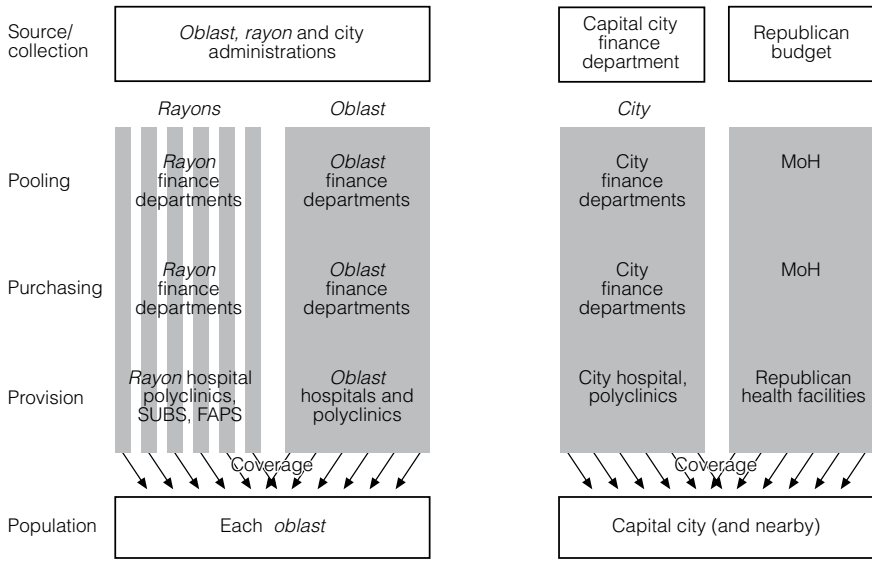 Source/
collection
Oblast, rayon and city
administrations
Capital city
finance
department
Republican
budget
Rayons
Oblast
City
Pooling
Rayon
finance
departments
Oblast
finance
departments
City
finance
departments
MoH
Purchasing
Rayon
finance
departments
Oblast
finance
departments
City
finance
departments
MoH
Provision
Rayon hospital
polyclinics,
SUBS, FAPS
Oblast
hospitals and
polyclinics
City hospital,
polyclinics
Republican
health facilities
Coverage
Coverage
Population
Each oblast
Capital city (and nearby)